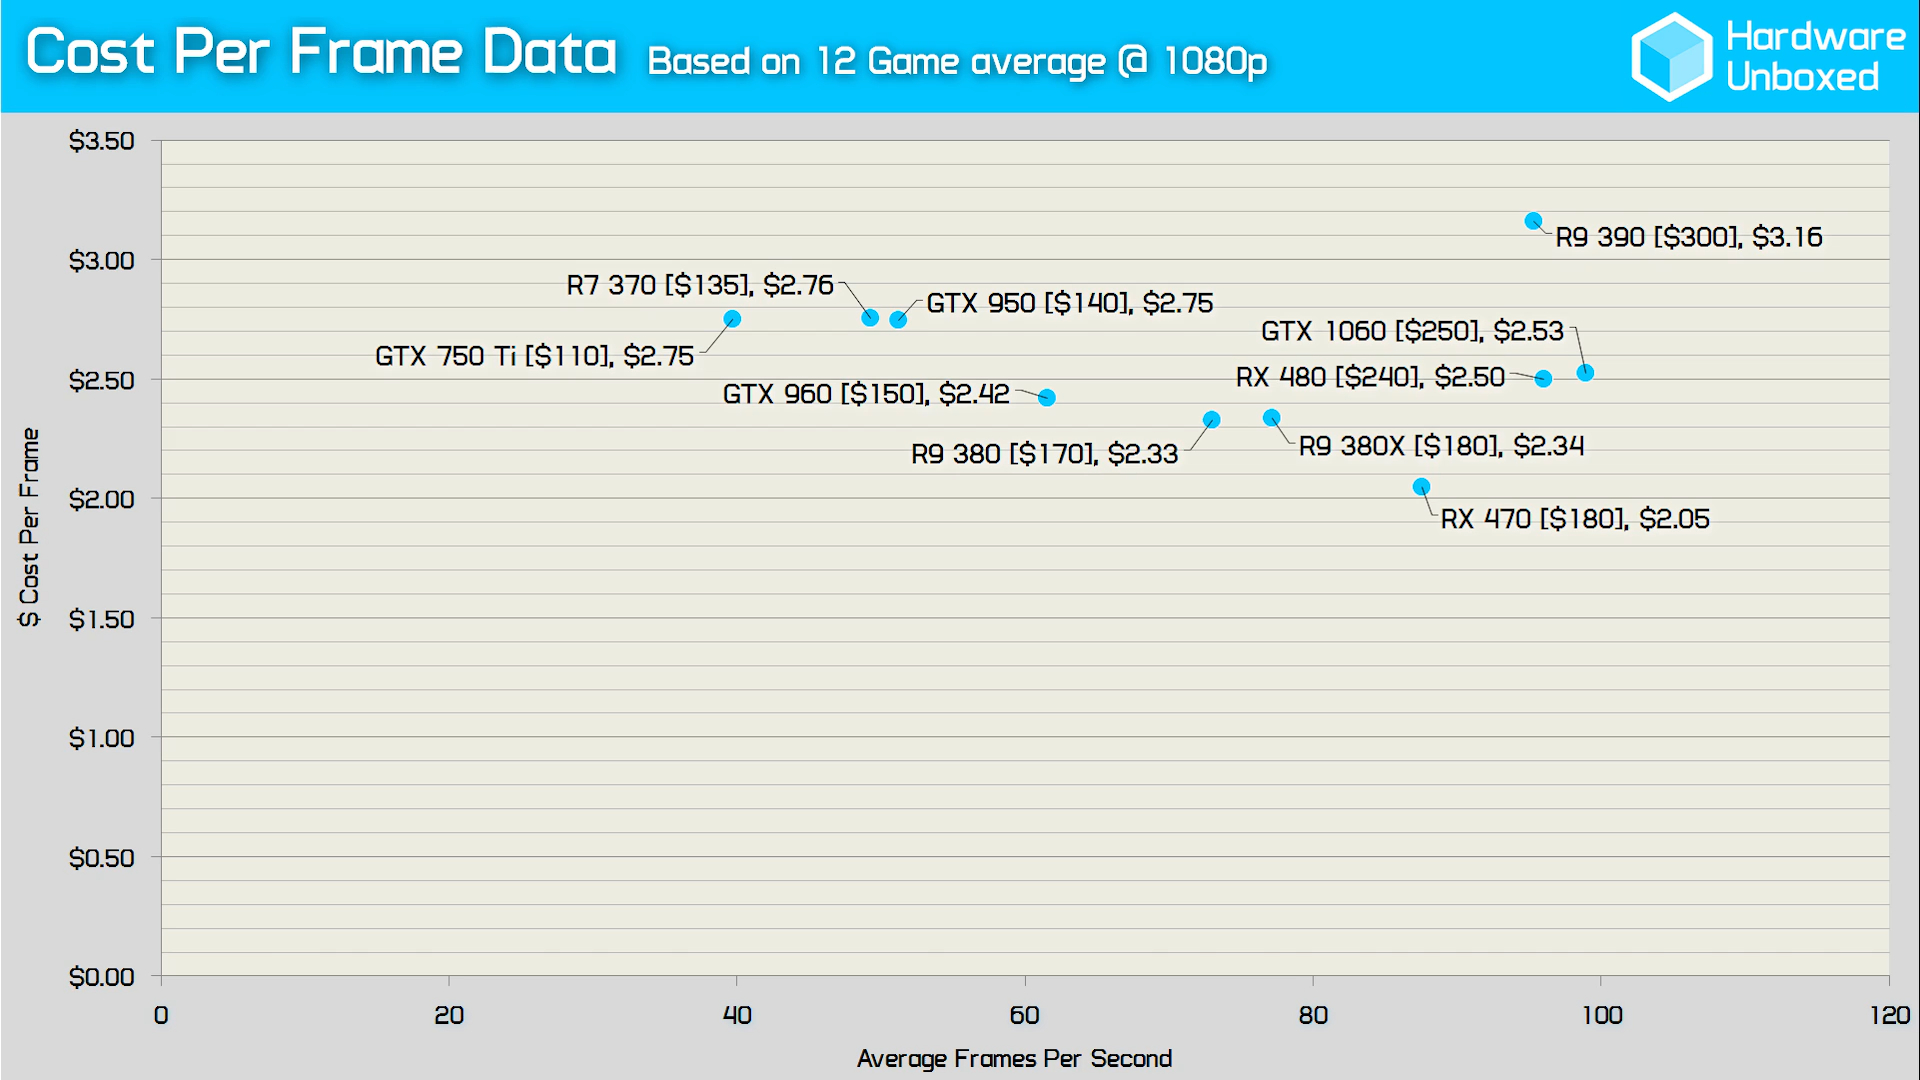 Cost Per Frame Data Based on 12 Game average @ 1080p
Hardware
Unboxed
$3.50
$3.00
$2.50
$2.00
$1.50
$1.00
$0.50
$0.00
$ Cost Per Frame
R9 390 [$300], $3.16
R7 370 [$135], $2.76
GTX 950 [$140], $2.75
GTX 1060 [$250], $2.53
GTX 750 Ti [$110], $2.75
RX 480 [$240], $2.50
GTX 960 [$150], $2.42
R9 380X [$180], $2.34
R9 380 [$170], $2.33
RX 470 [$180], $2.05
0 20 40 60 80 100 120
Average Frames Per Second